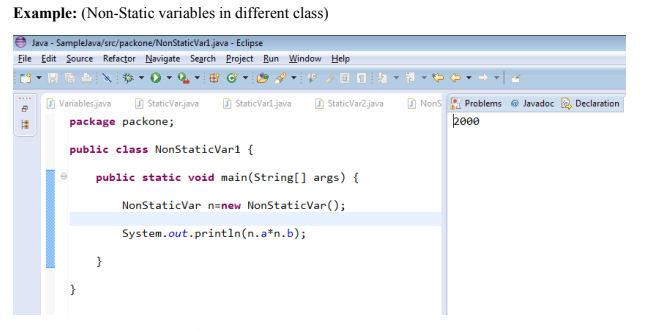 Example: (Non-Static variables in different class)
Java - SampleJava/src/packone/NonStaticVar1.java - Eclipse
File Edit Source Refactor Navigate Search Project Run Window Help
Variables.java StaticVar.java StaticVar1.java StaticVar2.java NonS Problems @ Javadoc Declaration
package packone;
2000
public class NonStaticVar1 {
public static void main(String[] args) {
NonStaticVar n=new NonStaticVar();
System.out.println(n.a*n.b);
}
}